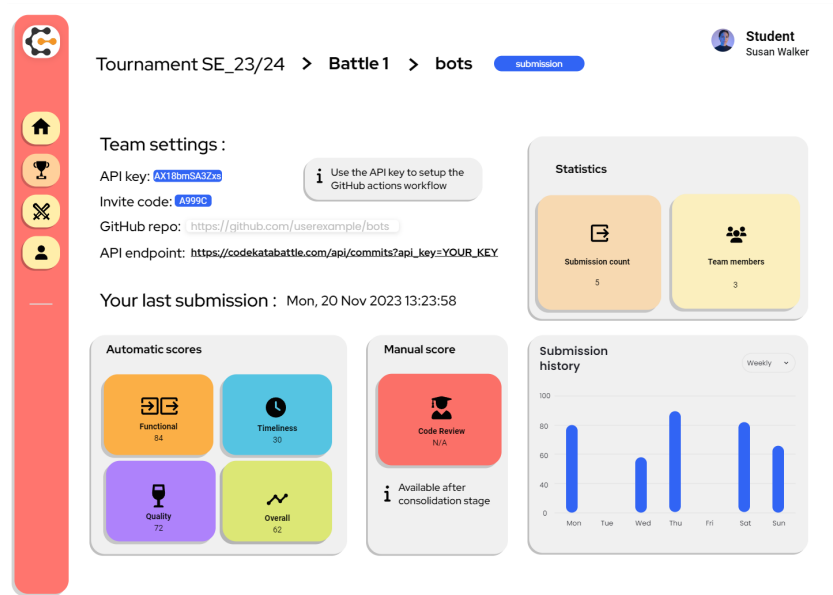 Student
Susan Walker
Tournament SE_23/24 > Battle 1 > bots submission
Team settings :
API key: AX18bmSA3Zxs
Invite code: A999C
GitHub repo: https://github.com/userexample/bots
API endpoint: https://codekatabattle.com/api/commits?api_key=YOUR_KEY
Use the API key to setup the
GitHub actions workflow
Statistics
Submission count
5
Team members
3
Your last submission : Mon, 20 Nov 2023 13:23:58
Automatic scores
Functional
84
Timeliness
30
Quality
72
Overall
62
Manual score
Code Review
N/A
Available after
consolidation stage
Submission
history
Weekly
100
80
60
40
0
Mon Tue Wed Thu Fri Sat Sun